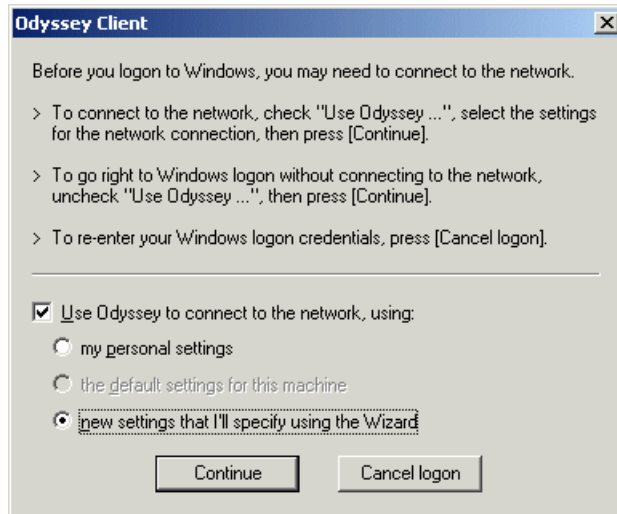 Odyssey Client
Before you logon to Windows, you may need to connect to the network.
> To connect to the network, check "Use Odyssey ...", select the settings
for the network connection, then press [Continue].
> To go right to Windows logon without connecting to the network,
uncheck "Use Odyssey ...", then press [Continue].
> To re-enter your Windows logon credentials, press [Cancel logon].
Use Odyssey to connect to the network, using:
my personal settings
the default settings for this machine
new settings that I'll specify using the Wizard
Continue Cancel logon